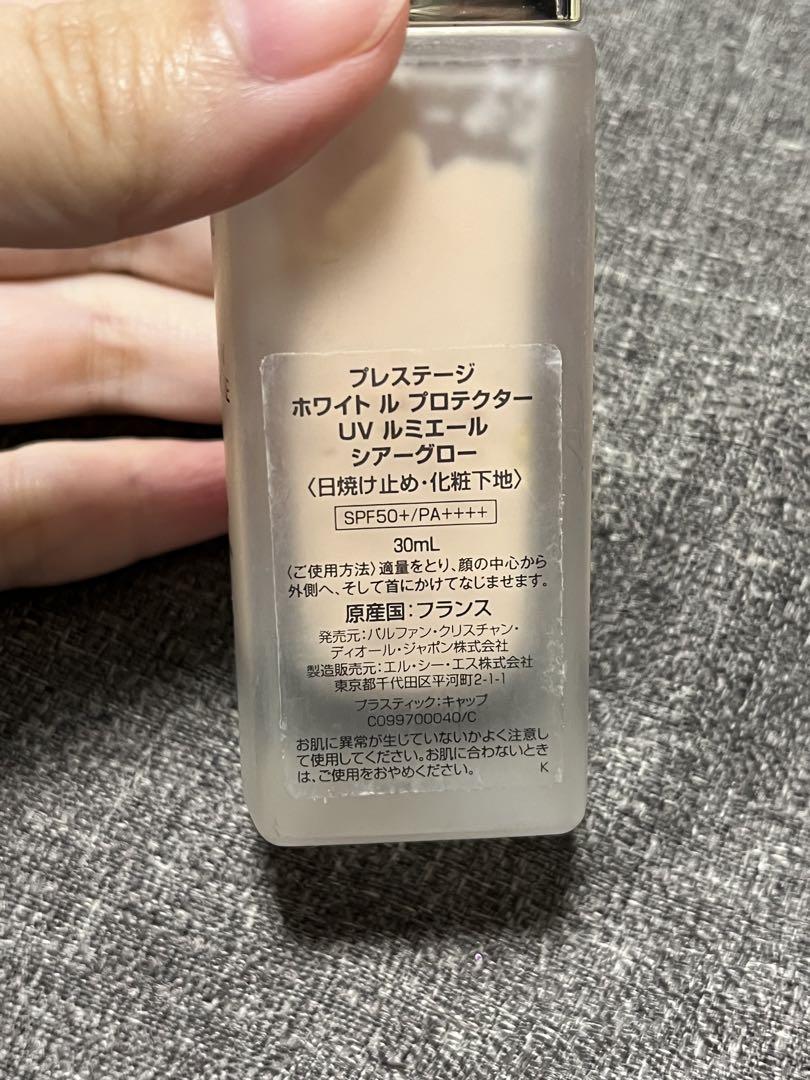 プレステージ
ホワイト ル プロテクター
UV ルミエール
シアーグロー
〈日焼け止め・化粧下地〉
SPF50+/PA++++
30mL
〈ご使用方法〉適量をとり、顔の中心から
外側へ、そして首にかけてなじませます。
原産国：フランス
発売元：パルファン・クリスチャン・
ディオール・ジャポン株式会社
製造販売元：エル・シー・エス株式会社
東京都千代田区平河町2-1-1
プラスティック：キャップ
C099700040/C
お肌に異常が生じていないかよく注意し
て使用してください。お肌に合わないとき
は、ご使用をおやめください。 K